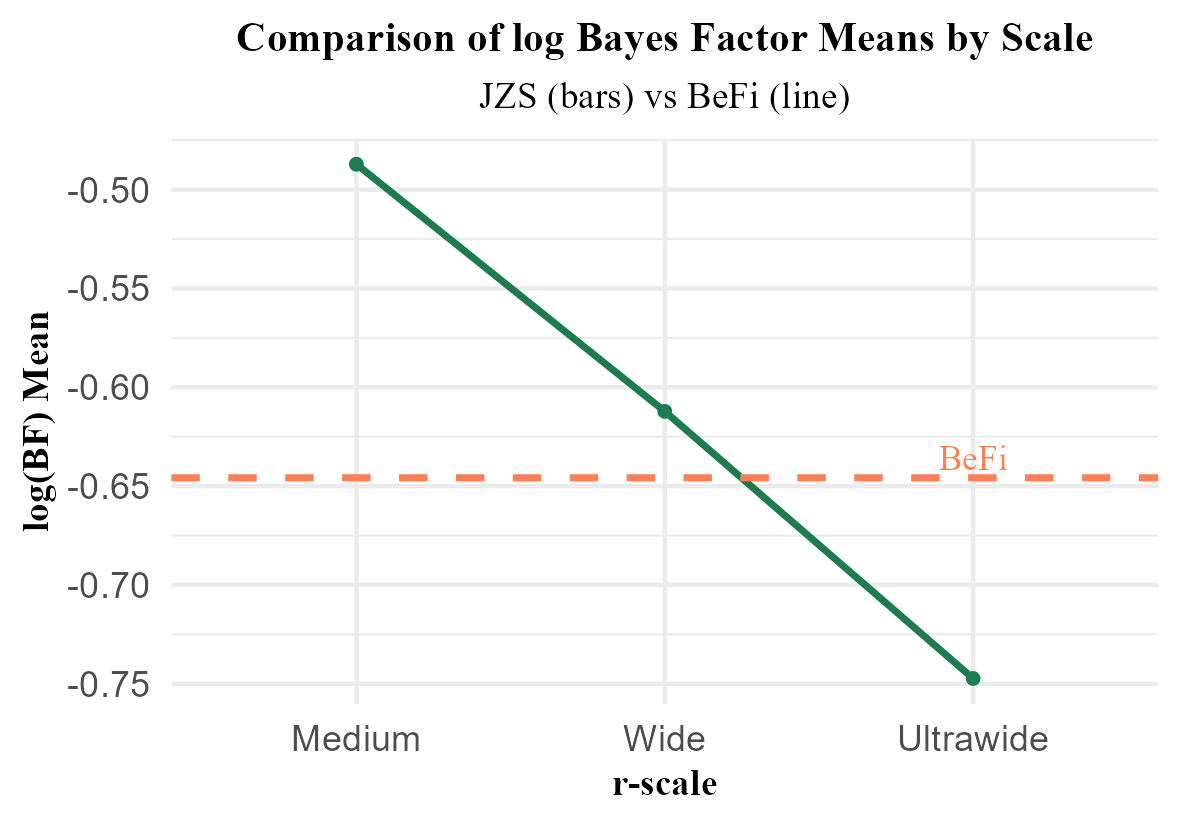 Comparison of log Bayes Factor Means by Scale
JZS (bars) vs BeFi (line)
log(BF) Mean
-0.50
-0.55
-0.60
-0.65
-0.70
-0.75
BeFi
Medium
Wide
Ultrawide
r-scale